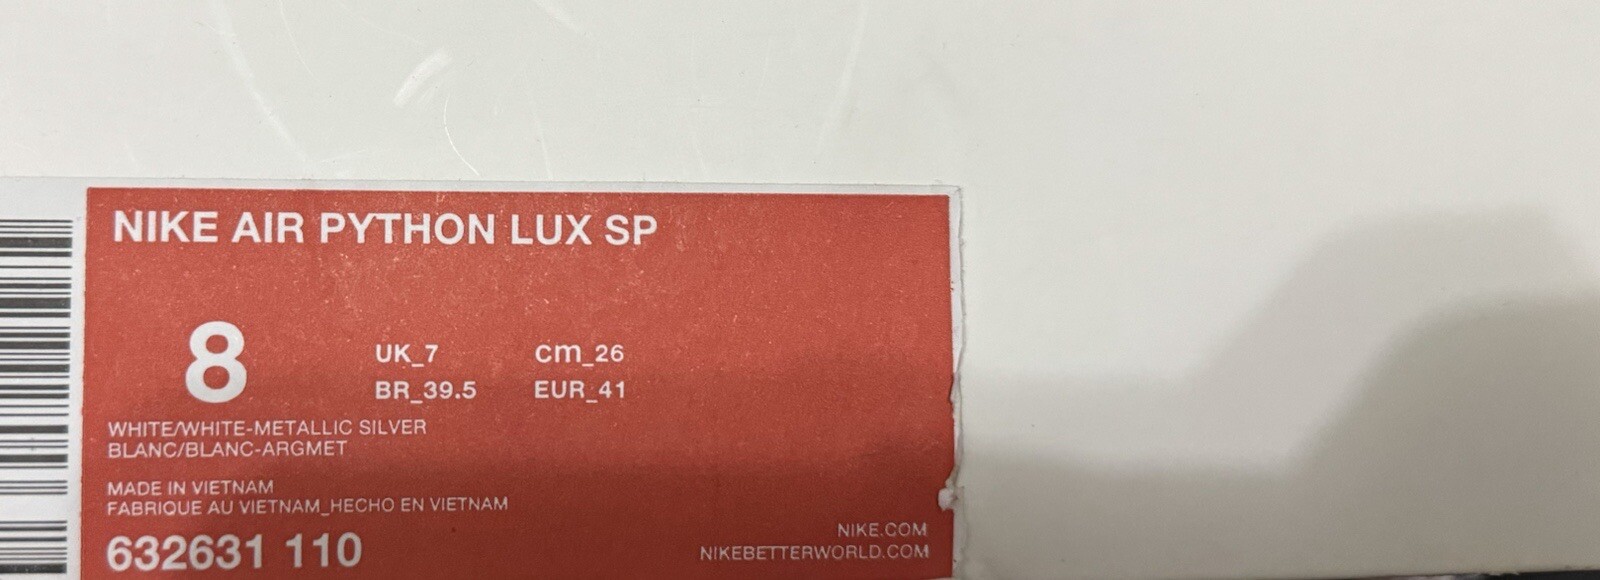 NIKE AIR PYTHON LUX SP
8
UK_7 cm_26
BR_39.5 EUR_41
WHITE/WHITE-METALLIC SILVER
BLANC/BLANC-ARGMET
MADE IN VIETNAM
FABRIQUE AU VIETNAM_HECHO EN VIETNAM
632631 110
NIKE.COM
NIKEBETTERWORLD.COM